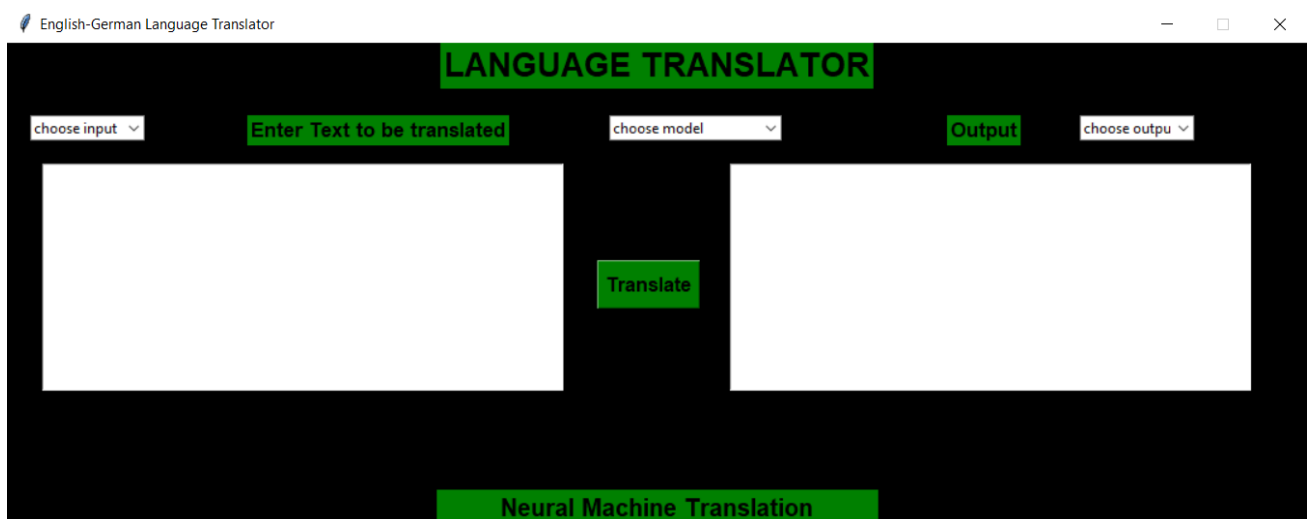 English-German Language Translator
LANGUAGE TRANSLATOR
choose input
Enter Text to be translated
choose model
Output
choose outpu
Translate
Neural Machine Translation